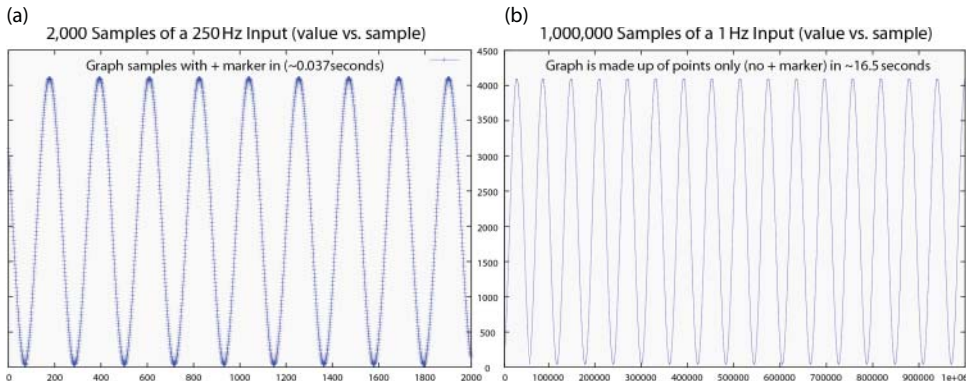 (a)
2,000 Samples of a 250 Hz Input (value vs. sample)
Graph samples with + marker in (~0.037seconds)
0 200 400 600 800 1000 1200 1400 1600 1800 2000
(b)
1,000,000 Samples of a 1 Hz Input (value vs. sample)
Graph is made up of points only (no + marker) in ~16.5 seconds
4500
4000
3500
3000
2500
2000
1500
1000
500
0
0 100000 200000 300000 400000 500000 600000 700000 800000 900000 1e+06